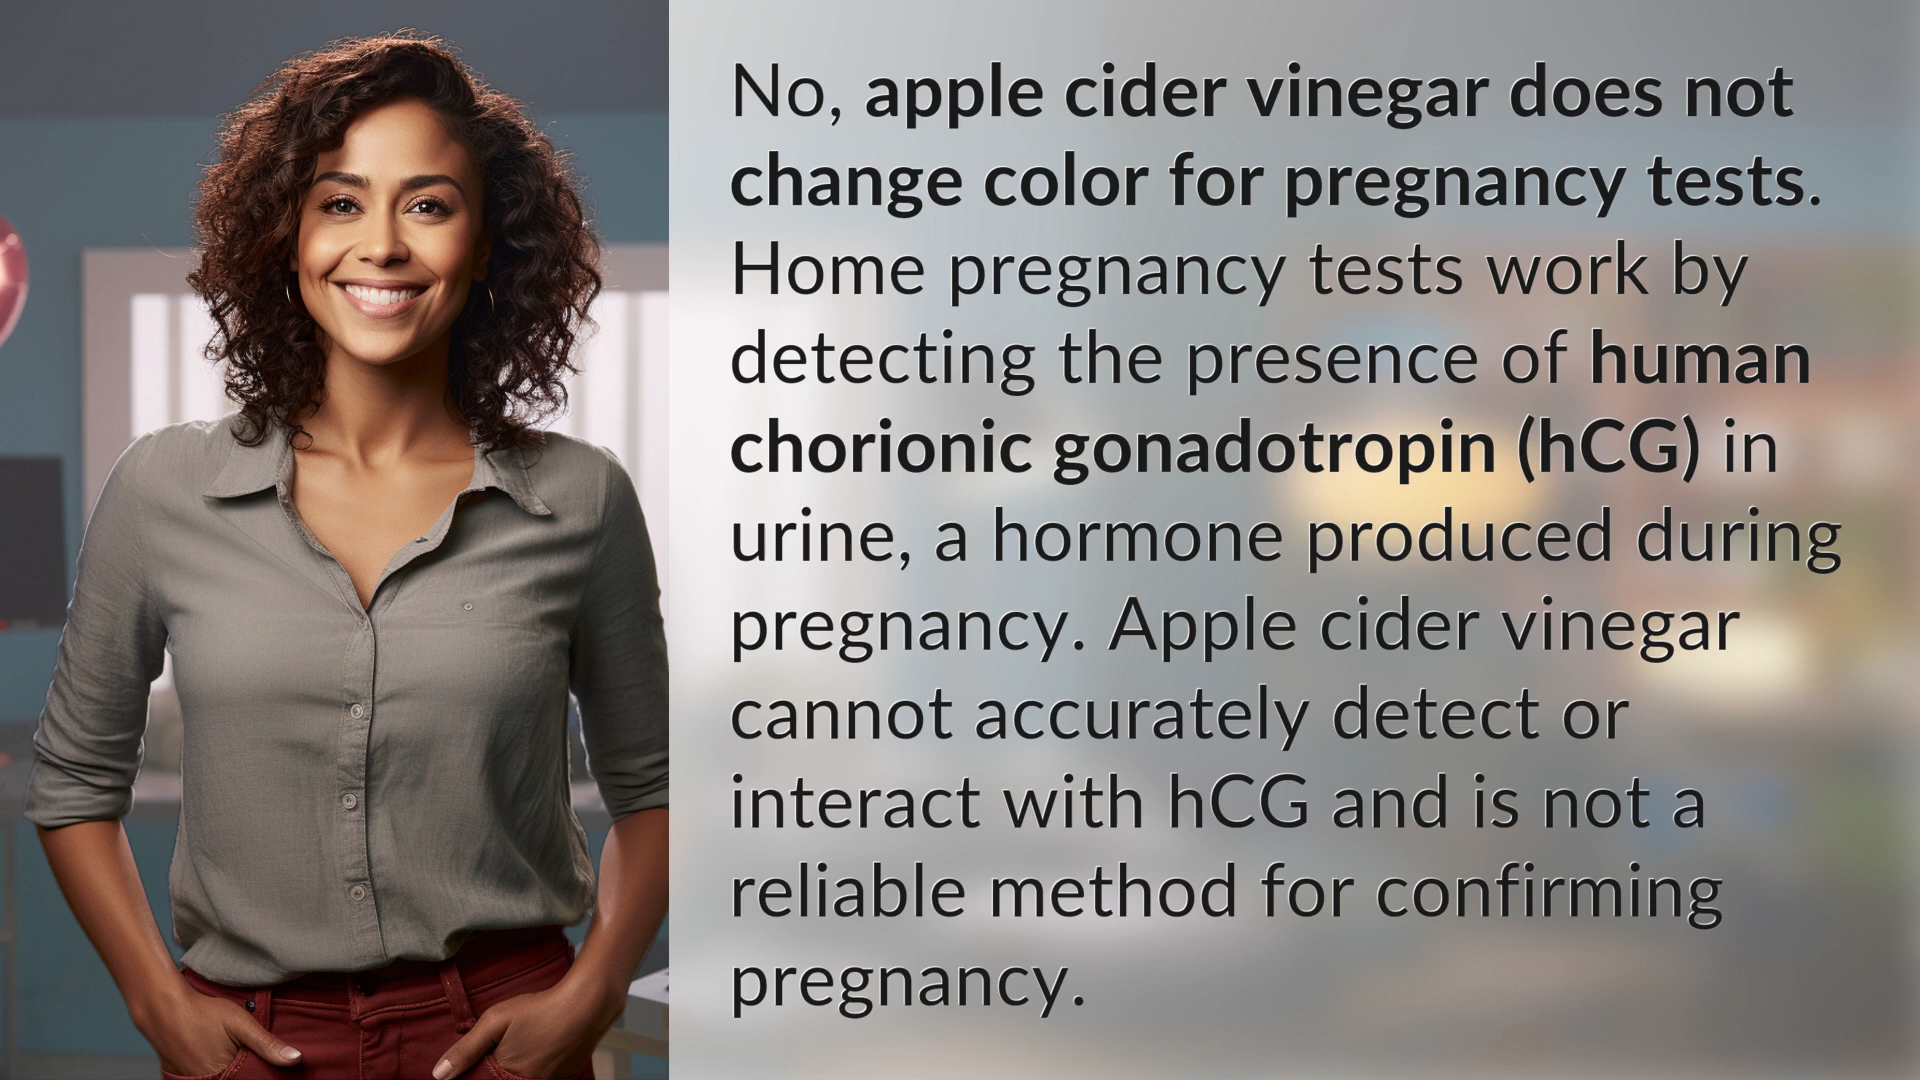 No, apple cider vinegar does not
change color for pregnancy tests.
Home pregnancy tests work by
detecting the presence of human
chorionic gonadotropin (hCG) in
urine, a hormone produced during
pregnancy. Apple cider vinegar
cannot accurately detect or
interact with hCG and is not a
reliable method for confirming
pregnancy.